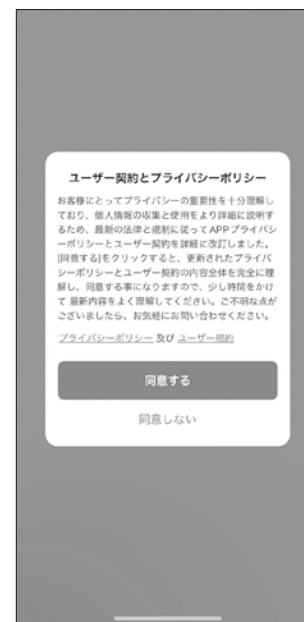 ユーザー契約とプライバシーポリシー
お客様にとってプライバシーの重要性を十分理解し
ており、個人情報の収集と使用をより詳細に説明す
るため、最新の法律と規制に従ってAPPプライバシ
ーポリシーとユーザー契約を詳細に改訂しました。
[同意する]をクリックすると、更新されたプライバ
シーポリシーとユーザー契約の内容全体を完全に理
解し、同意する事になりますので、少し時間をかけ
て 最新内容をよく理解してください。ご不明な点が
ございましたら、お気軽にお問い合わせください。
プライバシーポリシー 及び ユーザー規約
同意する
同意しない